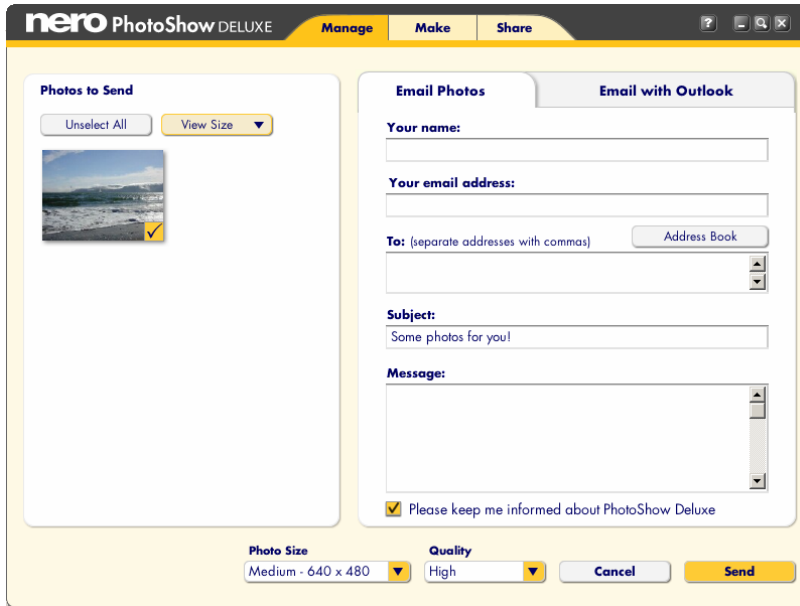 nero PhotoShow DELUXE
Manage
Make
Share
?
Photos to Send
Unselect All
View Size
Email Photos
Email with Outlook
Your name:
Your email address:
To: (separate addresses with commas)
Address Book
Subject:
Some photos for you!
Message:
Please keep me informed about PhotoShow Deluxe
Photo Size
Medium - 640 x 480
Quality
High
Cancel
Send